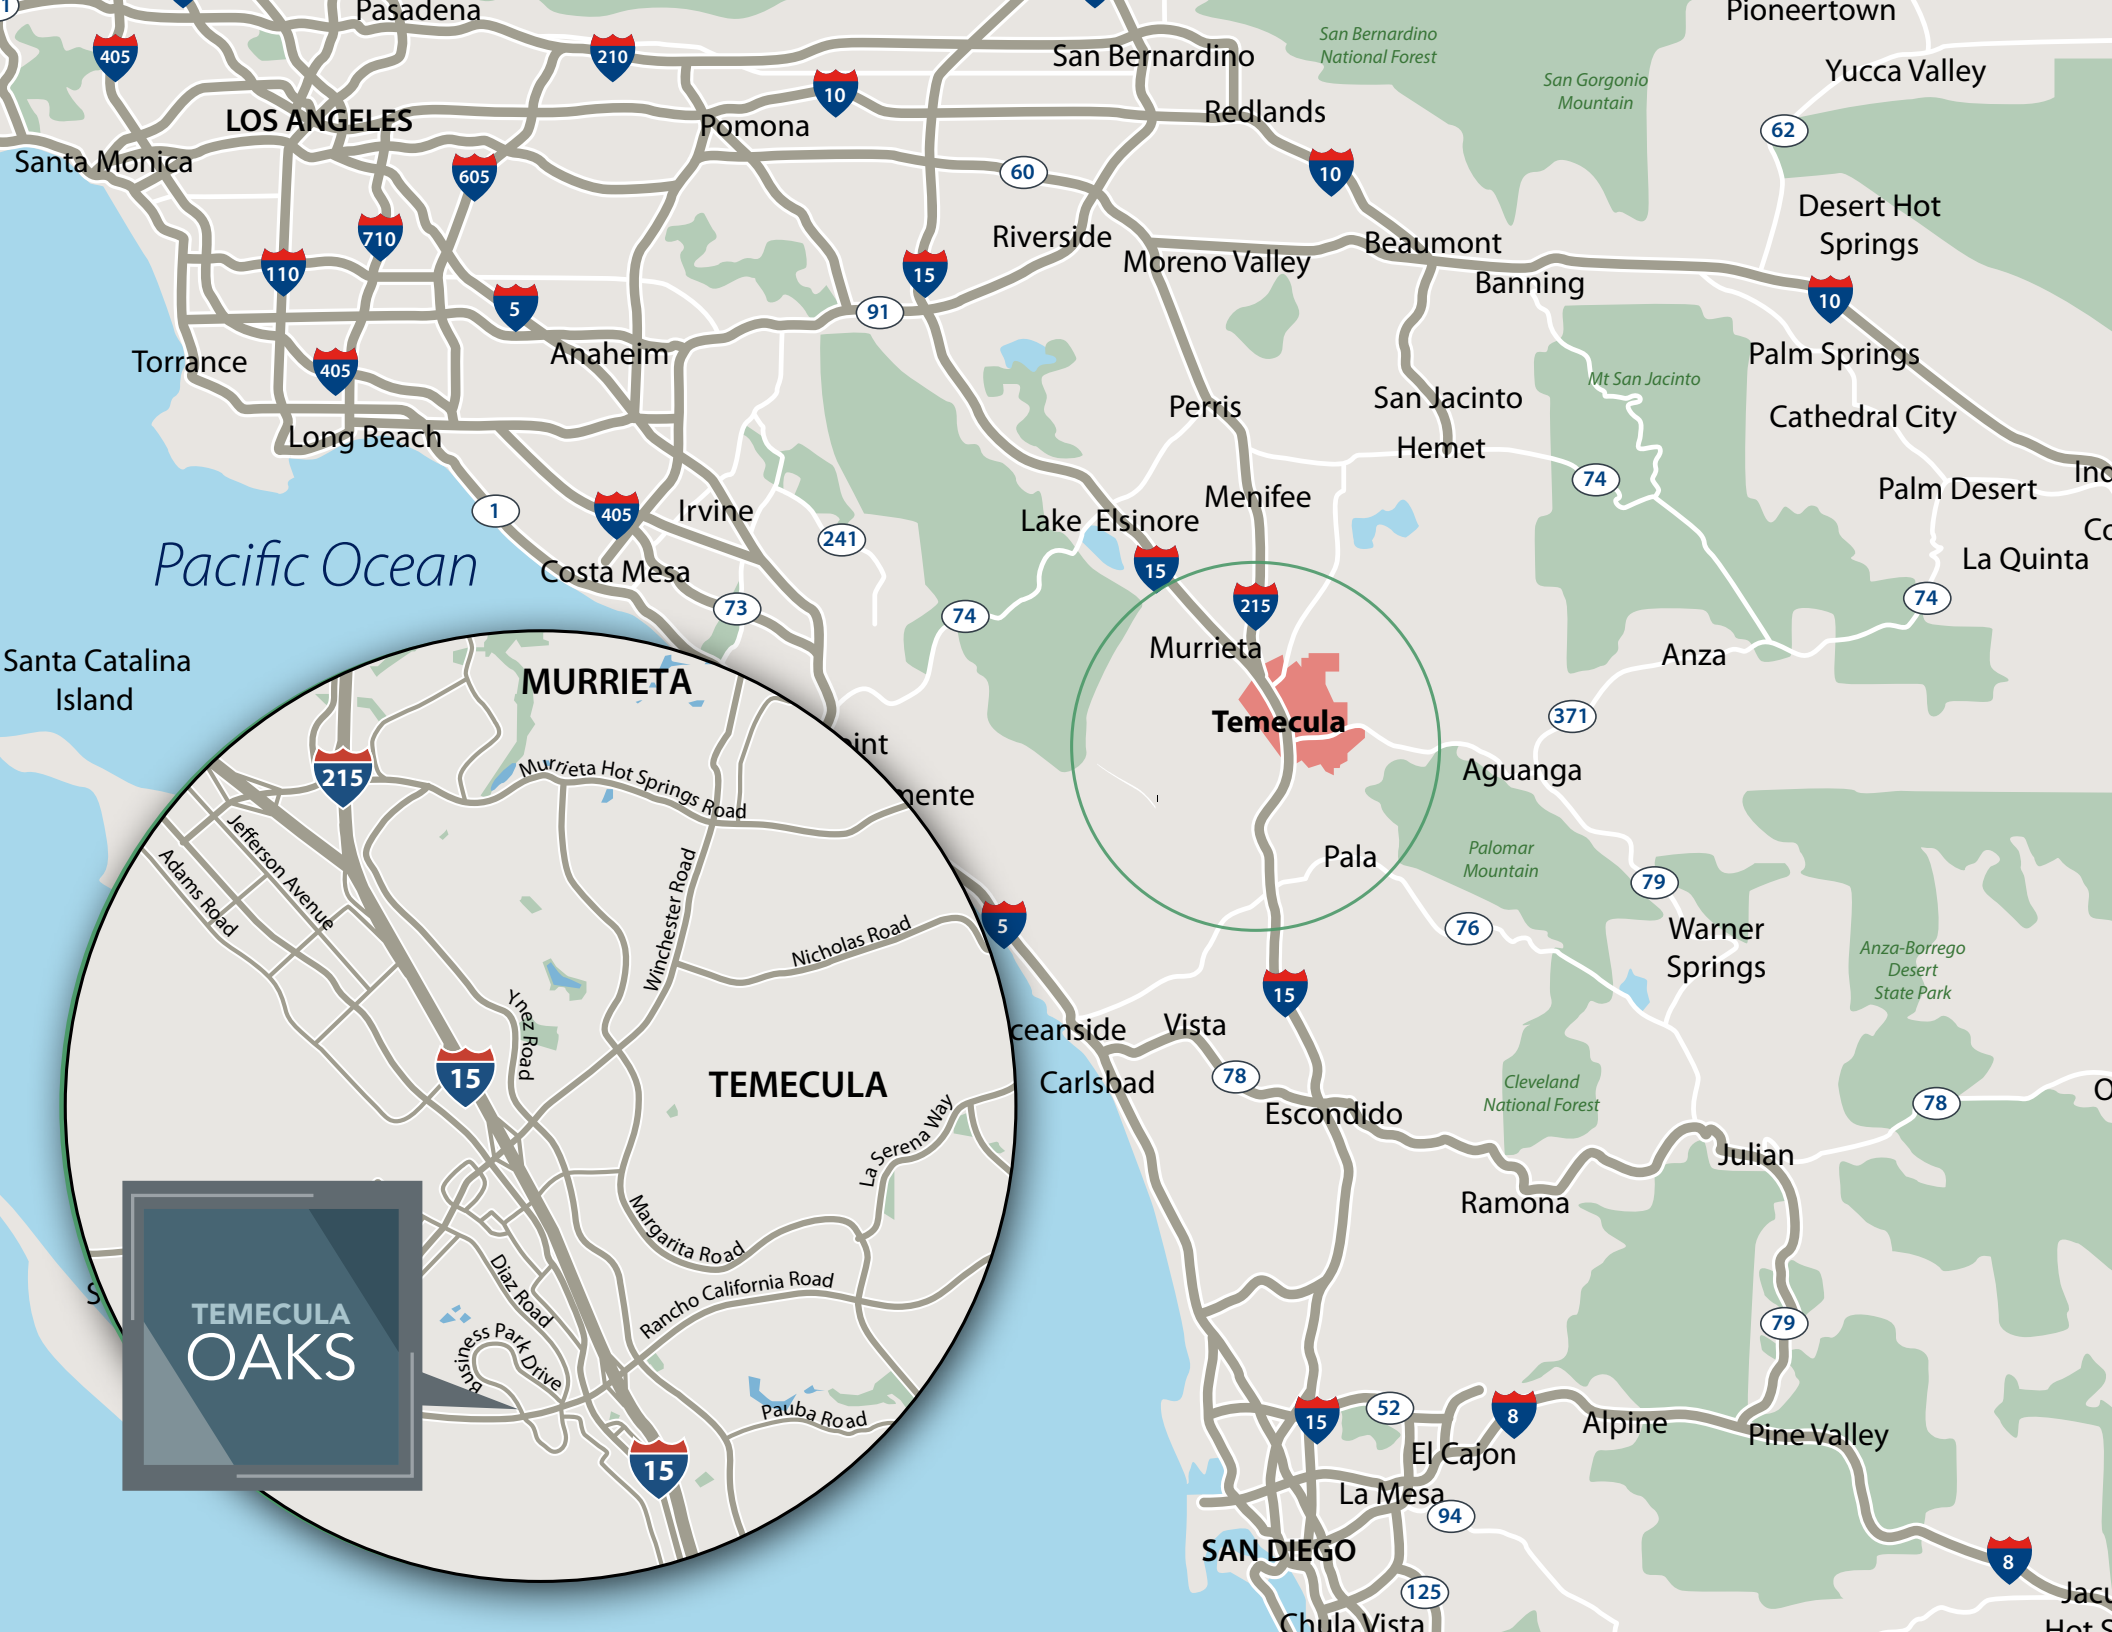 Pasadena
Pioneertown
1
405
210
San Bernardino
San Bernardino
National Forest
Yucca Valley
San Gorgonio
Mountain
10
LOS ANGELES
Pomona
Redlands
62
Santa Monica
605
60
10
Desert Hot
Springs
710
Riverside
Moreno Valley
Beaumont
110
15
Banning
10
5
91
Torrance
405
Anaheim
Palm Springs
Mt San Jacinto
Perris
San Jacinto
Cathedral City
Long Beach
Hemet
74
Ind
Palm Desert
1
405
Irvine
Menifee
Lake Elsinore
Co
241
La Quinta
Pacific Ocean
Costa Mesa
15
74
73
74
215
Murrieta
Anza
Santa Catalina
Island
371
Temecula
oint
Aguanga
mente
Pala
Palomar
Mountain
79
76
Warner
Springs
5
Anza-Borrego
Desert
State Park
15
ceanside
Vista
78
Carlsbad
Cleveland
National Forest
78
O
Escondido
Julian
Ramona
S
79
15
52
8
Alpine
Pine Valley
El Cajon
La Mesa
94
SAN DIEGO
8
125
Jacu
Chula Vista
Hot S
MURRIETA
215
Murrieta Hot Springs Road
Jefferson Avenue
Adams Road
Winchester Road
Nicholas Road
Ynez Road
15
TEMECULA
La Serena Way
Margarita Road
Diaz Road
Rancho California Road
Business Park Drive
Pauba Road
15
TEMECULA
OAKS